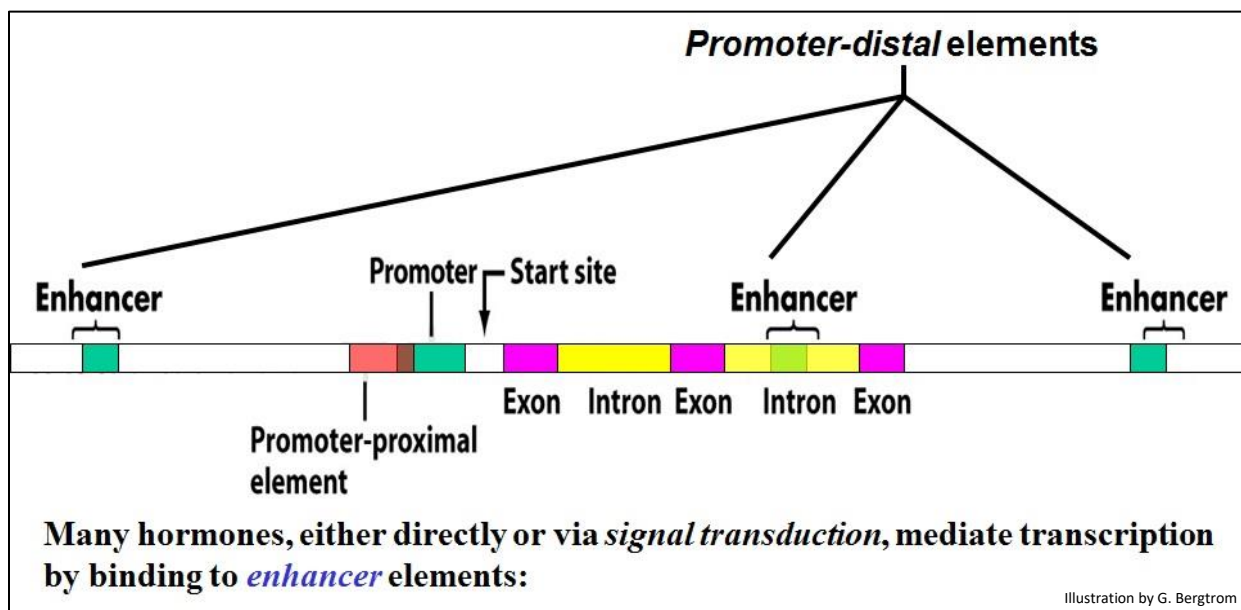 Promoter-distal elements
Enhancer
Promoter
Start site
Enhancer
Enhancer
Exon
Intron
Exon
Intron
Exon
Promoter-proximal
element
Many hormones, either directly or via signal transduction, mediate transcription
by binding to enhancer elements:
Illustration by G. Bergtrom